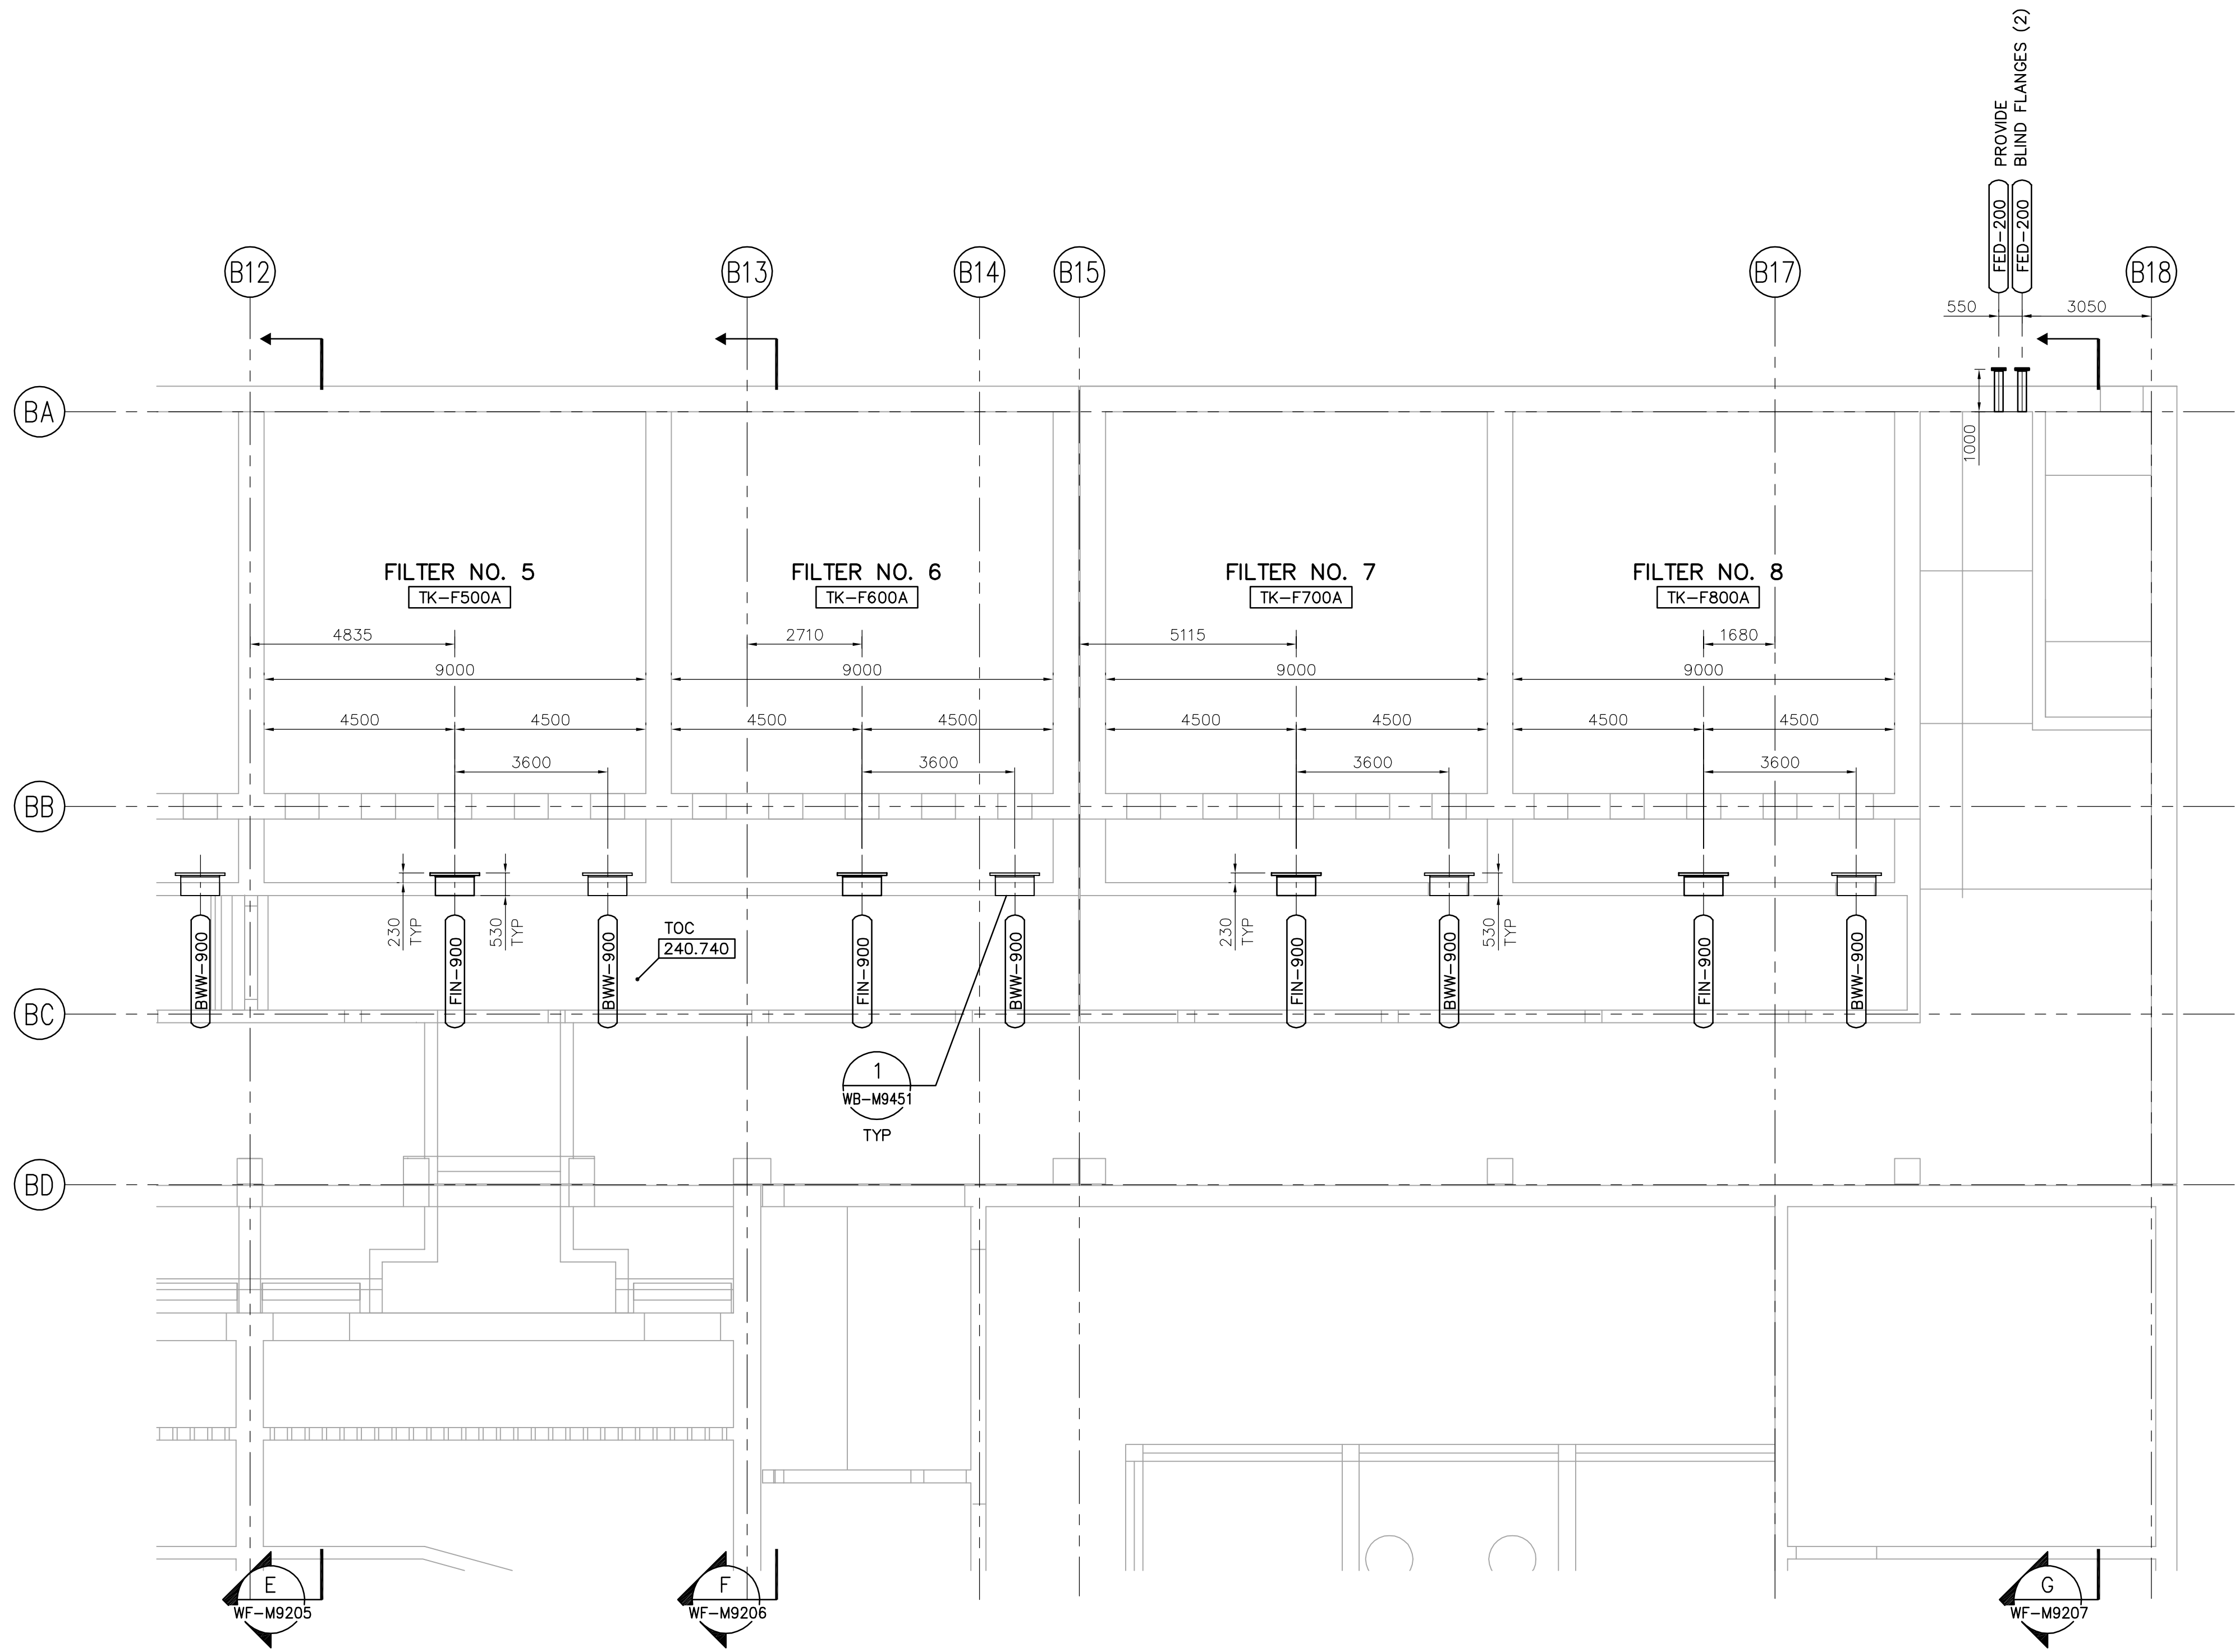 PROVIDE
BLIND FLANGES (2)
FED-200
FED-200
B12
B13
B14
B15
B17
B18
550
3050
BA
1000
FILTER NO. 5
TK-F500A
FILTER NO. 6
TK-F600A
FILTER NO. 7
TK-F700A
FILTER NO. 8
TK-F800A
4835
2710
5115
1680
9000
9000
9000
9000
4500
4500
4500
4500
4500
4500
4500
4500
3600
3600
3600
3600
BB
BWW-900
230
TYP
FIN-900
530
TYP
BWW-900
TOC
240.740
FIN-900
BWW-900
230
TYP
FIN-900
BWW-900
530
TYP
FIN-900
BWW-900
BC
1
WB-M9451
TYP
BD
E
WF-M9205
F
WF-M9206
G
WF-M9207